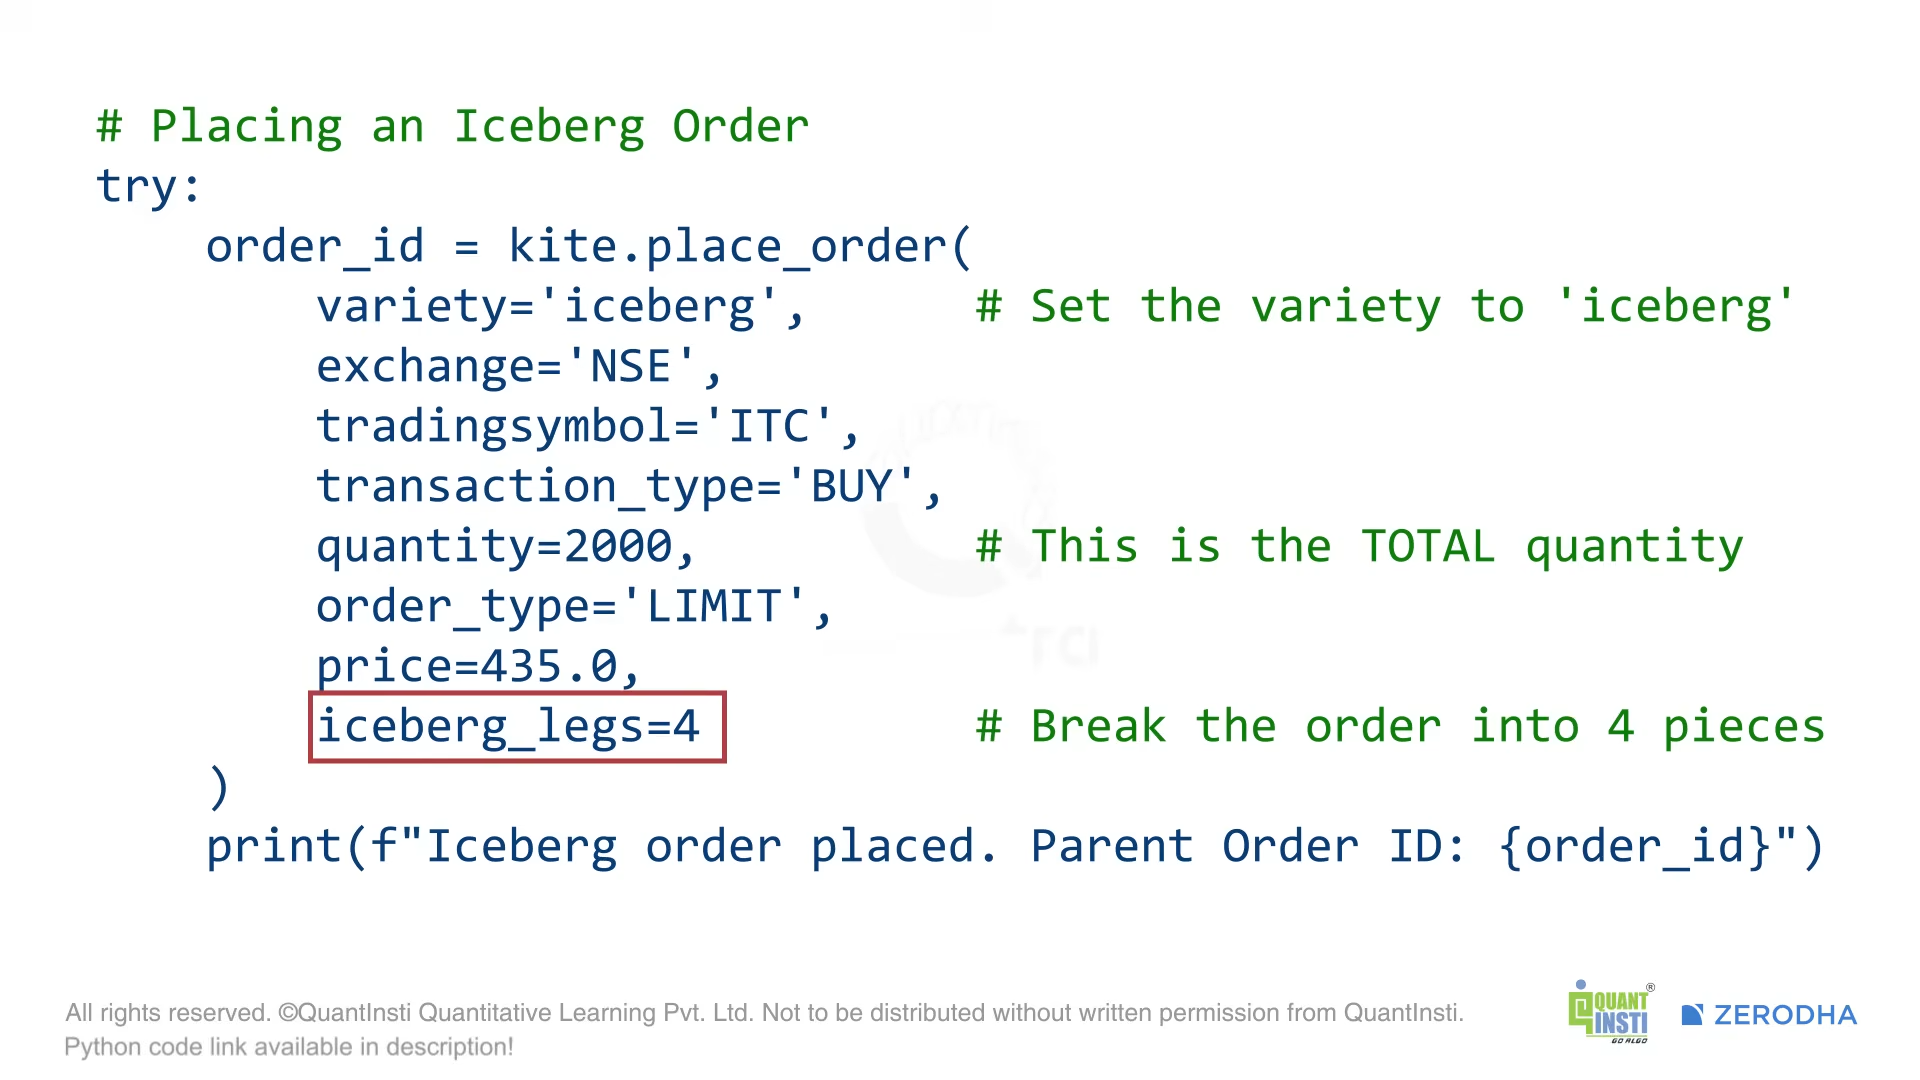 # Placing an Iceberg Order
try:
    order_id = kite.place_order(
        variety='iceberg',      # Set the variety to 'iceberg'
        exchange='NSE',
        tradingsymbol='ITC',
        transaction_type='BUY',
        quantity=2000,          # This is the TOTAL quantity
        order_type='LIMIT',
        price=435.0,
        iceberg_legs=4          # Break the order into 4 pieces
    )
    print(f"Iceberg order placed. Parent Order ID: {order_id}")
All rights reserved. ©QuantInsti Quantitative Learning Pvt. Ltd. Not to be distributed without written permission from QuantInsti.
Python code link available in description!
QUANT®
INSTI
GO ALGO
ZERODHA